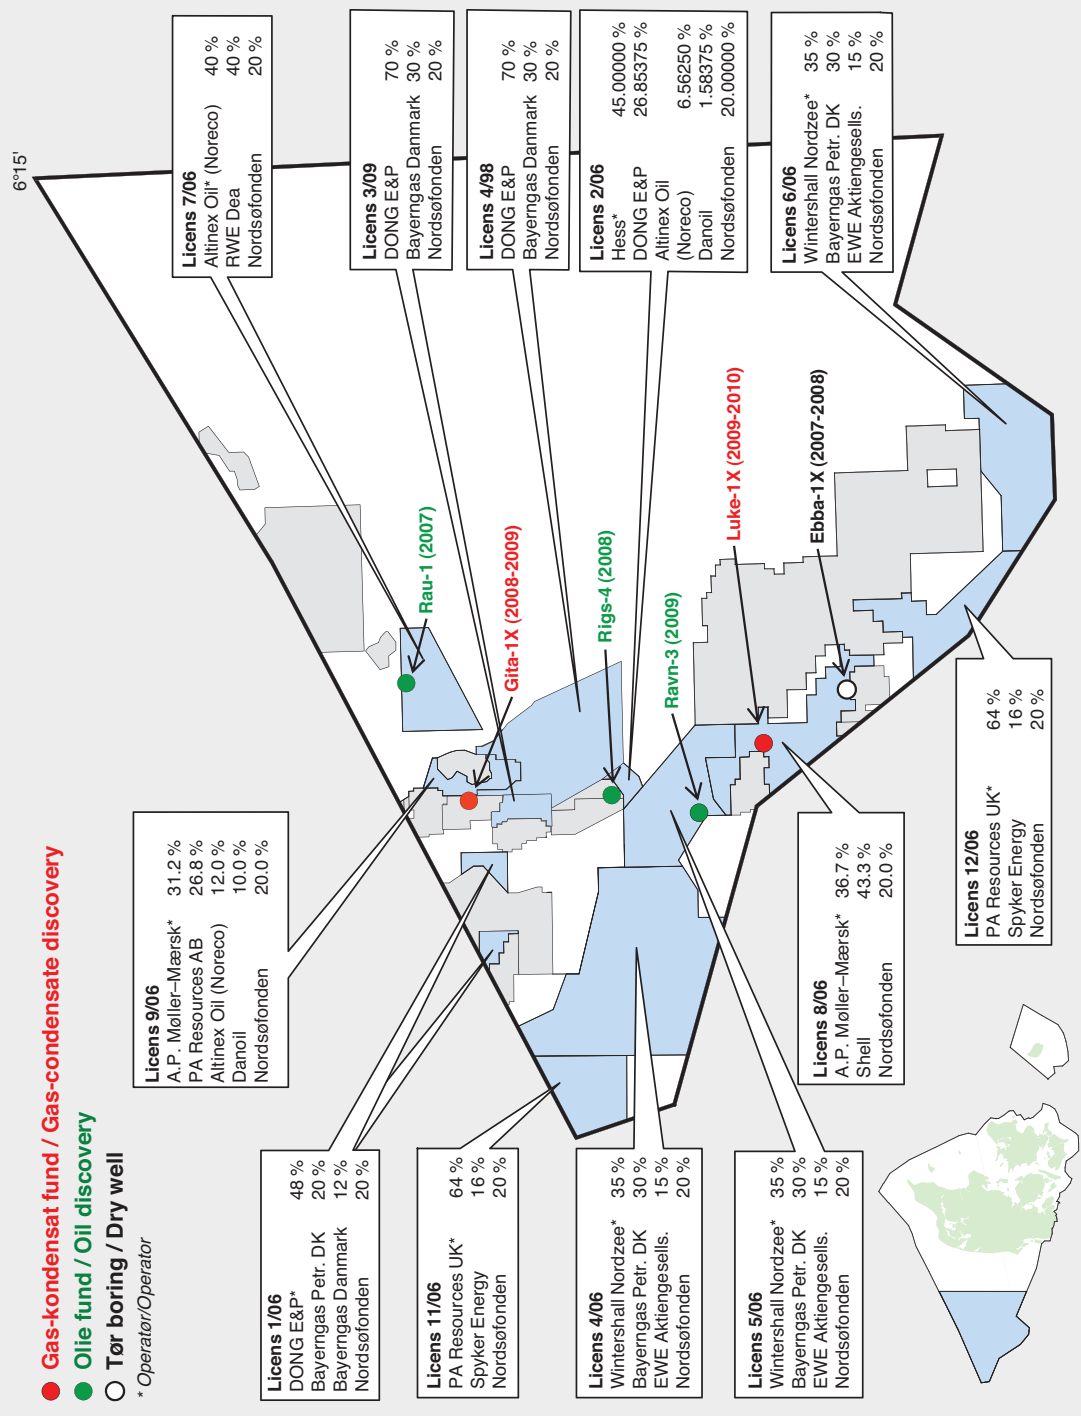 Gas-kondensat fund / Gas-condensate discovery
Olie fund / Oil discovery
Tør boring / Dry well
* Operatør/Operator
6°15'
Licens 1/06
DONG E&P* 48 %
Bayerngas Petr. DK 20 %
Bayerngas Danmark 12 %
Nordsøfonden 20 %
Licens 9/06
A.P. Møller–Mærsk* 31.2 %
PA Resources AB 26.8 %
Altinex Oil (Noreco) 12.0 %
Danoil 10.0 %
Nordsøfonden 20.0 %
Licens 7/06
Altinex Oil* (Noreco) 40 %
RWE Dea 40 %
Nordsøfonden 20 %
Licens 3/09
DONG E&P 70 %
Bayerngas Danmark 30 %
Nordsøfonden 20 %
Licens 4/98
DONG E&P 70 %
Bayerngas Danmark 30 %
Nordsøfonden 20 %
Licens 2/06
Hess* 45.00000 %
DONG E&P 26.85375 %
Altinex Oil
(Noreco) 6.56250 %
Danoil 1.58375 %
Nordsøfonden 20.00000 %
Licens 6/06
Wintershall Nordzee* 35 %
Bayerngas Petr. DK 30 %
EWE Aktiengesells. 15 %
Nordsøfonden 20 %
Rau-1 (2007)
Gita-1X (2008-2009)
Rigs-4 (2008)
Ravn-3 (2009)
Luke-1X (2009-2010)
Ebba-1X (2007-2008)
Licens 11/06
PA Resources UK* 64 %
Spyker Energy 16 %
Nordsøfonden 20 %
Licens 4/06
Wintershall Nordzee* 35 %
Bayerngas Petr. DK 30 %
EWE Aktiengesells. 15 %
Nordsøfonden 20 %
Licens 5/06
Wintershall Nordzee* 35 %
Bayerngas Petr. DK 30 %
EWE Aktiengesells. 15 %
Nordsøfonden 20 %
Licens 8/06
A.P. Møller–Mærsk* 36.7 %
Shell 43.3 %
Nordsøfonden 20.0 %
Licens 12/06
PA Resources UK* 64 %
Spyker Energy 16 %
Nordsøfonden 20 %